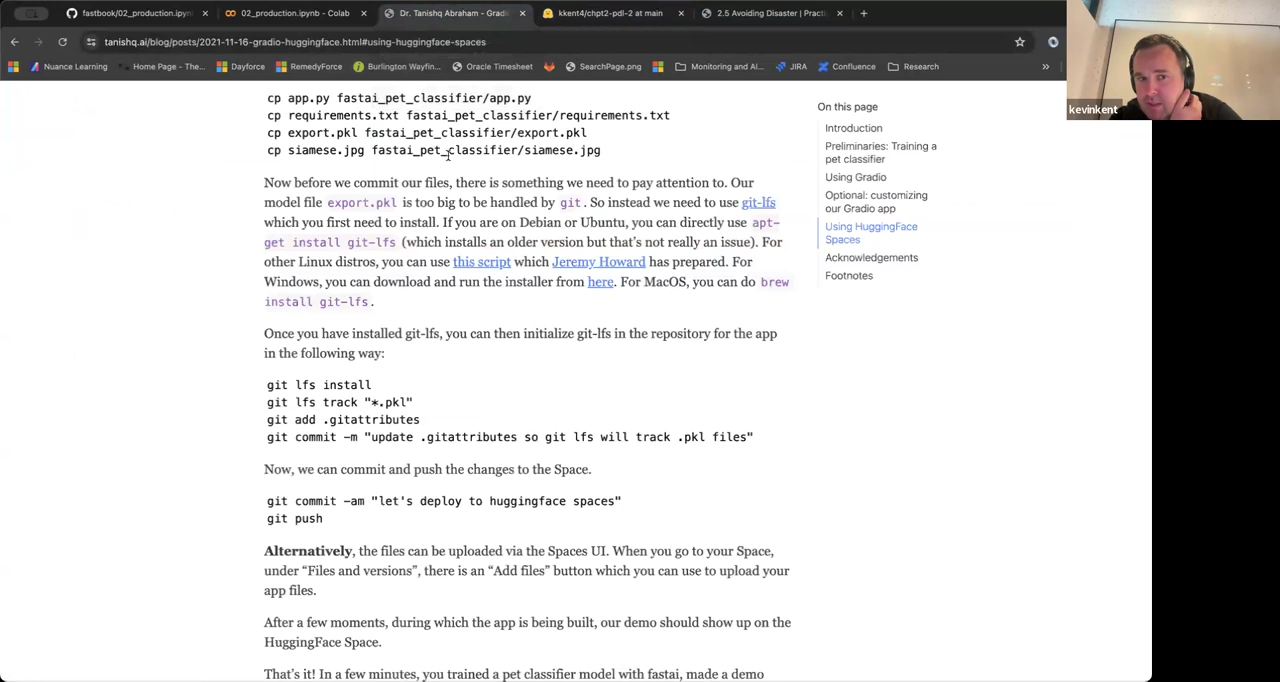 fastbook/02_production.ipyn
02_production.ipynb - Colab
Dr. Tanishq Abraham - Gradi
kkent4/chpt2-pdl-2 at main
2.5 Avoiding Disaster | Practi
tanishq.ai/blog/posts/2021-11-16-gradio-huggingface.html#using-huggingface-spaces
Nuance Learning
Home Page - The...
Dayforce
RemedyForce
Burlington Wayfin...
Oracle Timesheet
SearchPage.png
Monitoring and Al...
JIRA
Confluence
Research
kevinkent
cp app.py fastai_pet_classifier/app.py
cp requirements.txt fastai_pet_classifier/requirements.txt
cp export.pkl fastai_pet_classifier/export.pkl
cp siamese.jpg fastai_pet_classifier/siamese.jpg
Now before we commit our files, there is something we need to pay attention to. Our
model file export.pkl is too big to be handled by git. So instead we need to use git-lfs
which you first need to install. If you are on Debian or Ubuntu, you can directly use apt-
get install git-lfs (which installs an older version but that's not really an issue). For
other Linux distros, you can use this script which Jeremy Howard has prepared. For
Windows, you can download and run the installer from here. For MacOS, you can do brew
install git-lfs.
Once you have installed git-lfs, you can then initialize git-lfs in the repository for the app
in the following way:
git lfs install
git lfs track "*.pkl"
git add .gitattributes
git commit -m "update .gitattributes so git lfs will track .pkl files"
Now, we can commit and push the changes to the Space.
git commit -am "let's deploy to huggingface spaces"
git push
Alternatively, the files can be uploaded via the Spaces UI. When you go to your Space,
under “Files and versions”, there is an “Add files” button which you can use to upload your
app files.
After a few moments, during which the app is being built, our demo should show up on the
HuggingFace Space.
That's it! In a few minutes, you trained a pet classifier model with fastai, made a demo
On this page
Introduction
Preliminaries: Training a
pet classifier
Using Gradio
Optional: customizing
our Gradio app
Using HuggingFace
Spaces
Acknowledgements
Footnotes